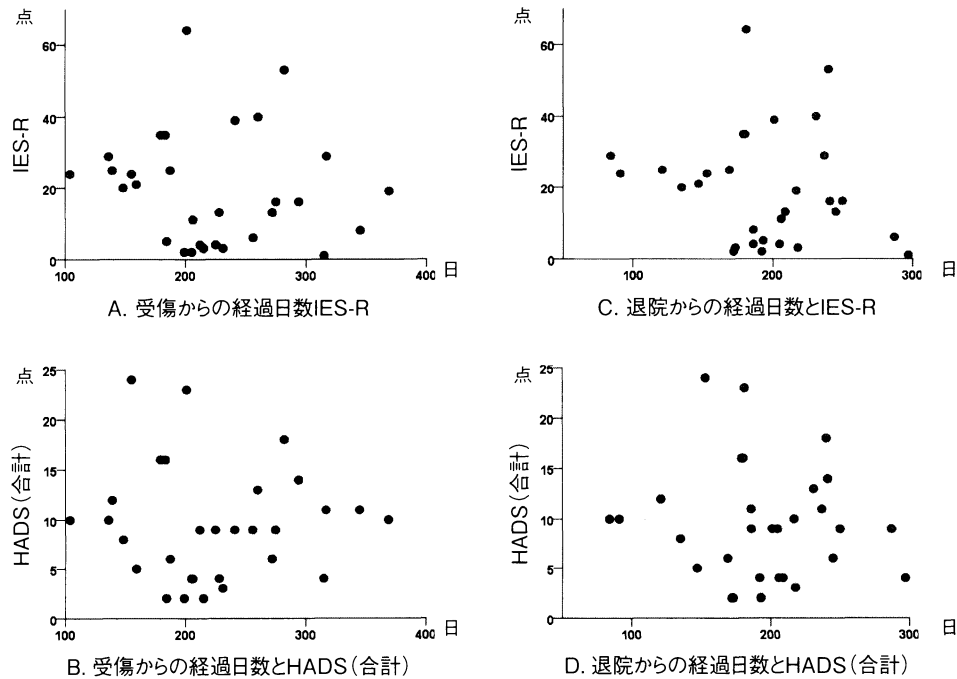 点
60
40
20
0
IES-R
100 200 300 400 日
A. 受傷からの経過日数IES-R
点
60
40
20
0
IES-R
100 200 300 日
C. 退院からの経過日数とIES-R
点
25
20
15
10
5
0
HADS(合計)
100 200 300 400 日
B. 受傷からの経過日数とHADS(合計)
点
25
20
15
10
5
0
HADS(合計)
100 200 300 日
D. 退院からの経過日数とHADS(合計)